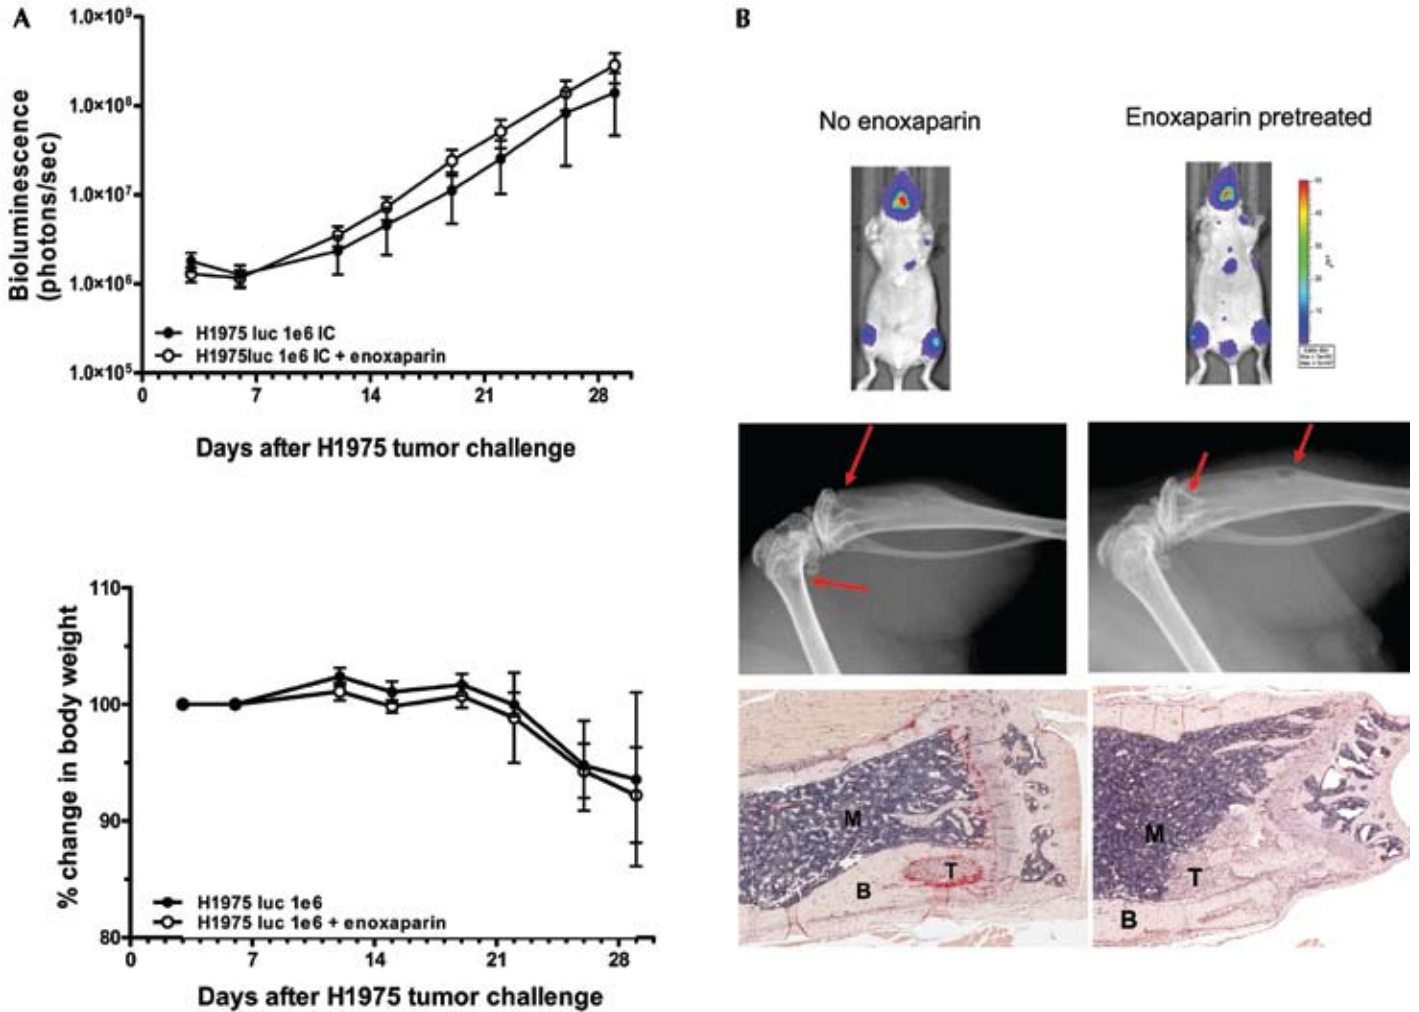 A
1.0×10⁹
1.0×10⁸
1.0×10⁷
1.0×10⁶
1.0×10⁵
Bioluminescence
(photons/sec)
H1975 luc 1e6 IC
H1975luc 1e6 IC + enoxaparin
0 7 14 21 28
Days after H1975 tumor challenge
110
100
90
80
% change in body weight
H1975 luc 1e6
H1975 luc 1e6 + enoxaparin
0 7 14 21 28
Days after H1975 tumor challenge
B
No enoxaparin
Enoxaparin pretreated
M
B
T
M
T
B